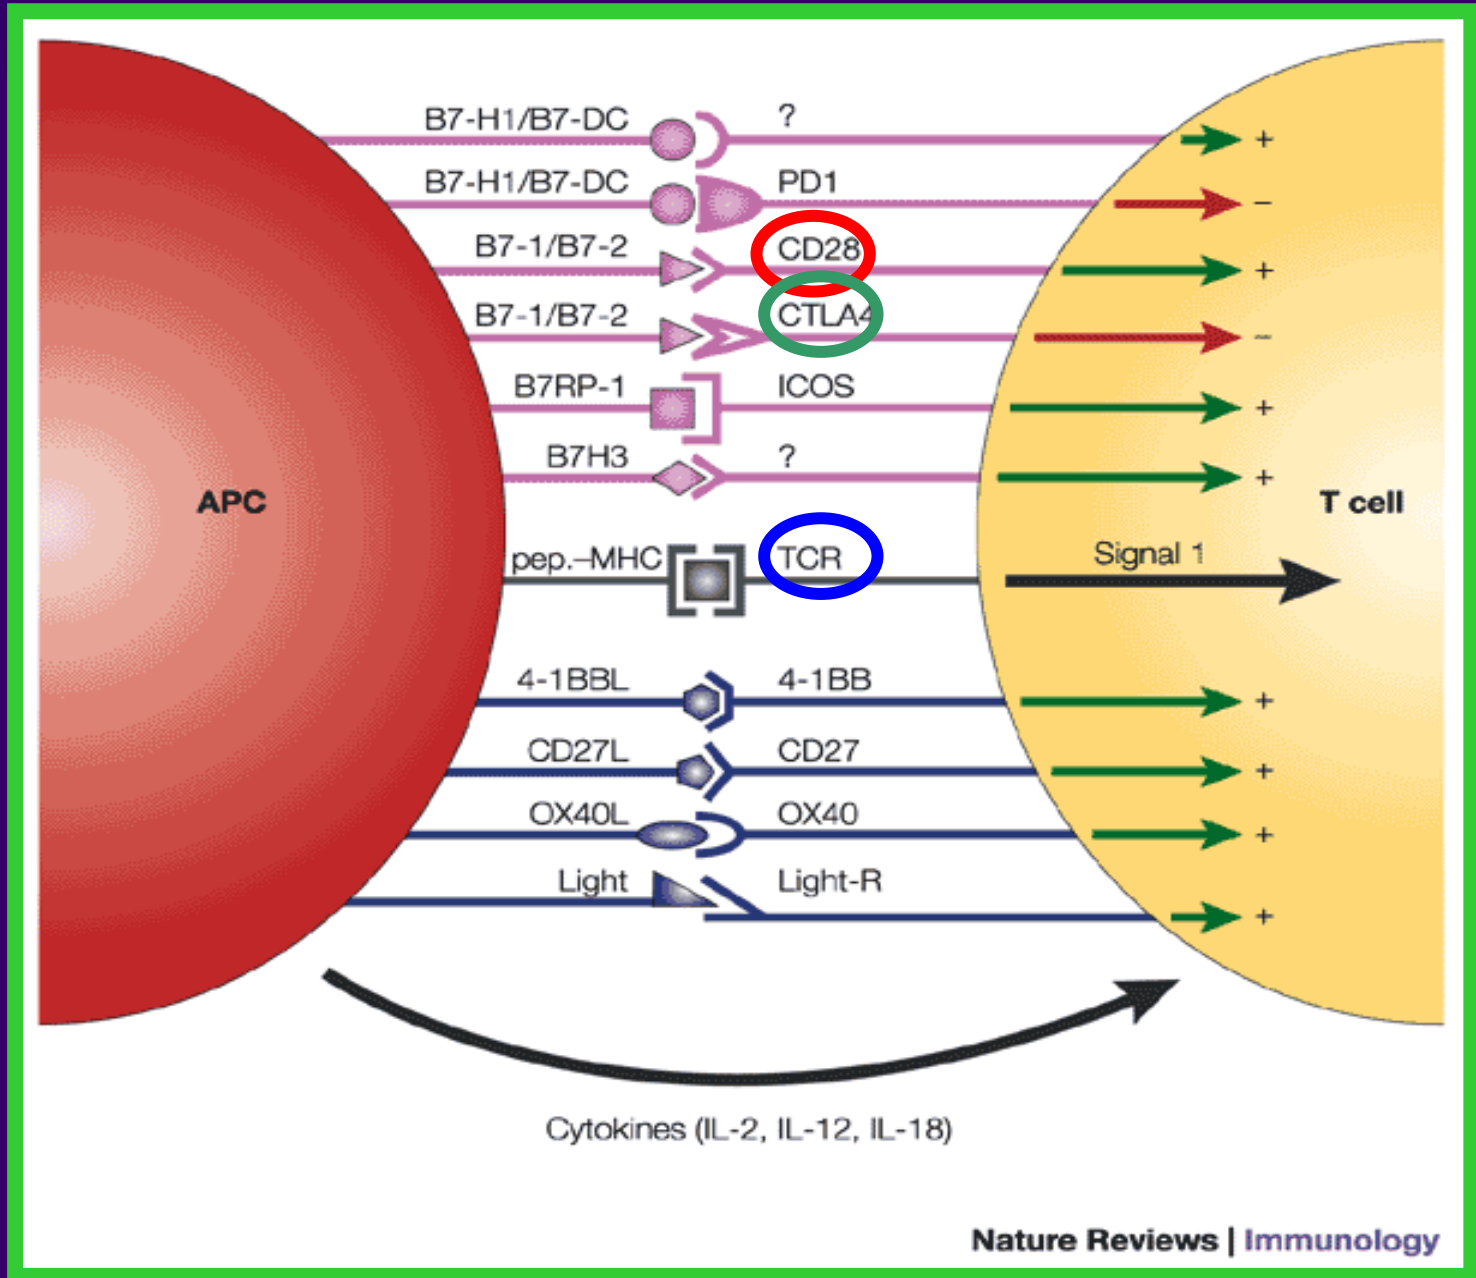 B7-H1/B7-DC ? +
B7-H1/B7-DC PD1 –
B7-1/B7-2 CD28 +
B7-1/B7-2 CTLA4 –
B7RP-1 ICOS +
B7H3 ? +
APC T cell
pep.–MHC TCR Signal 1
4-1BBL 4-1BB +
CD27L CD27 +
OX40L OX40 +
Light Light-R +
Cytokines (IL-2, IL-12, IL-18)
Nature Reviews | Immunology